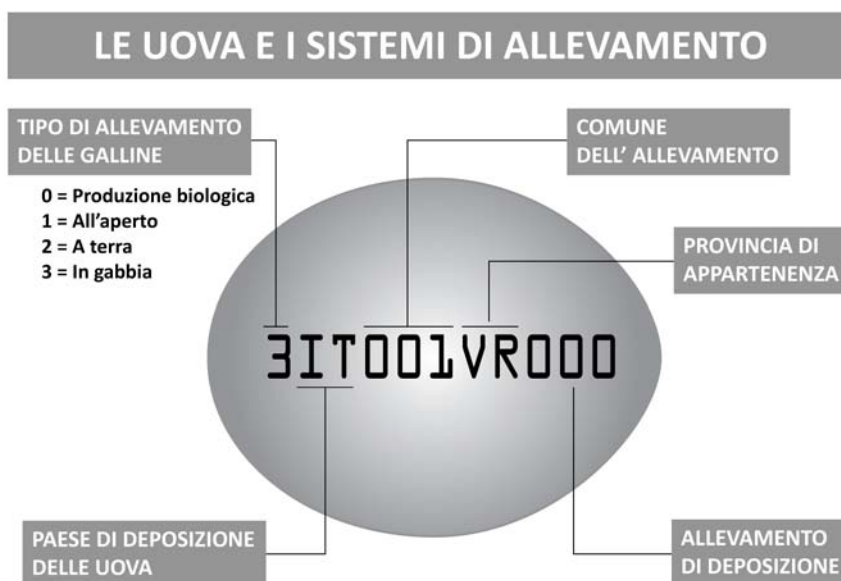 LE UOVA E I SISTEMI DI ALLEVAMENTO
TIPO DI ALLEVAMENTO
DELLE GALLINE
0 = Produzione biologica
1 = All'aperto
2 = A terra
3 = In gabbia
COMUNE
DELL' ALLEVAMENTO
PROVINCIA DI
APPARTENENZA
3IT001VR000
PAESE DI DEPOSIZIONE
DELLE UOVA
ALLEVAMENTO
DI DEPOSIZIONE